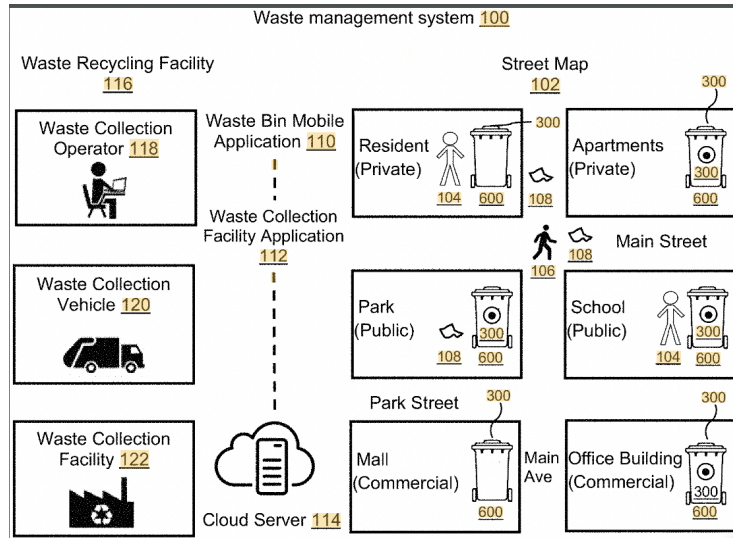 Waste management system 100
Waste Recycling Facility
116
Waste Collection
Operator 118
Waste Collection
Vehicle 120
Waste Collection
Facility 122
Waste Bin Mobile
Application 110
Waste Collection
Facility Application
112
Cloud Server 114
Street Map
102
Resident
(Private)
300
104
600
108
300
Apartments
(Private)
300
600
106
108
Main Street
Park
(Public)
300
108
600
School
(Public)
300
104
600
Park Street
300
Mall
(Commercial)
600
Main
Ave
300
Office Building
(Commercial)
300
600